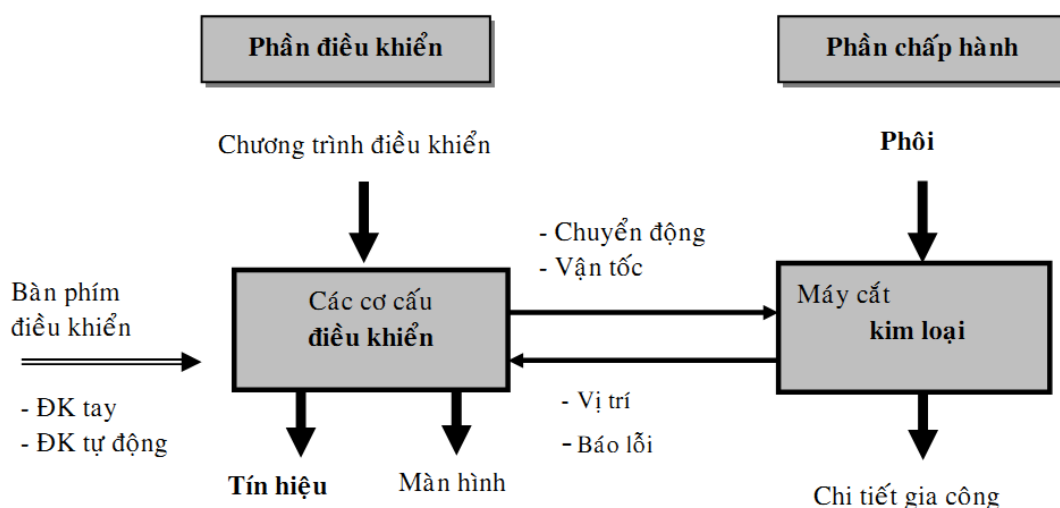 Phần điều khiển
Phần chấp hành
Chương trình điều khiển
Phôi
- Chuyển động
- Vận tốc
Bàn phím
điều khiển
Các cơ cấu
điều khiển
Máy cắt
kim loại
- ĐK tay
- ĐK tự động
- Vị trí
- Báo lỗi
Tín hiệu
Màn hình
Chi tiết gia công